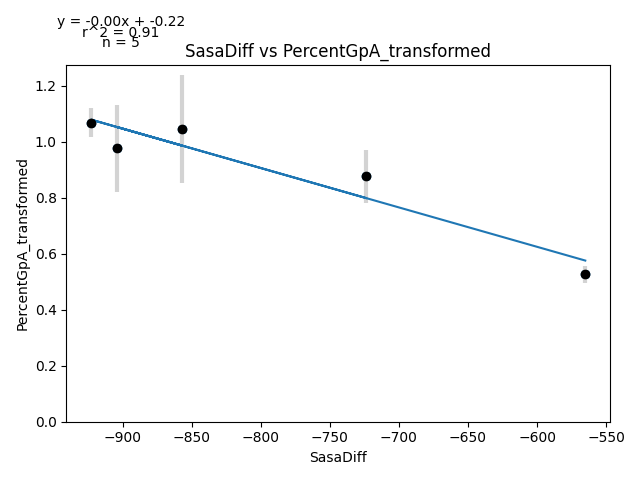 y = -0.00x + -0.22
r^2 = 0.91
n = 5
SasaDiff vs PercentGpA_transformed
1.2
1.0
0.8
0.6
0.4
0.2
0.0
PercentGpA_transformed
−900
−850
−800
−750
−700
−650
−600
−550
SasaDiff